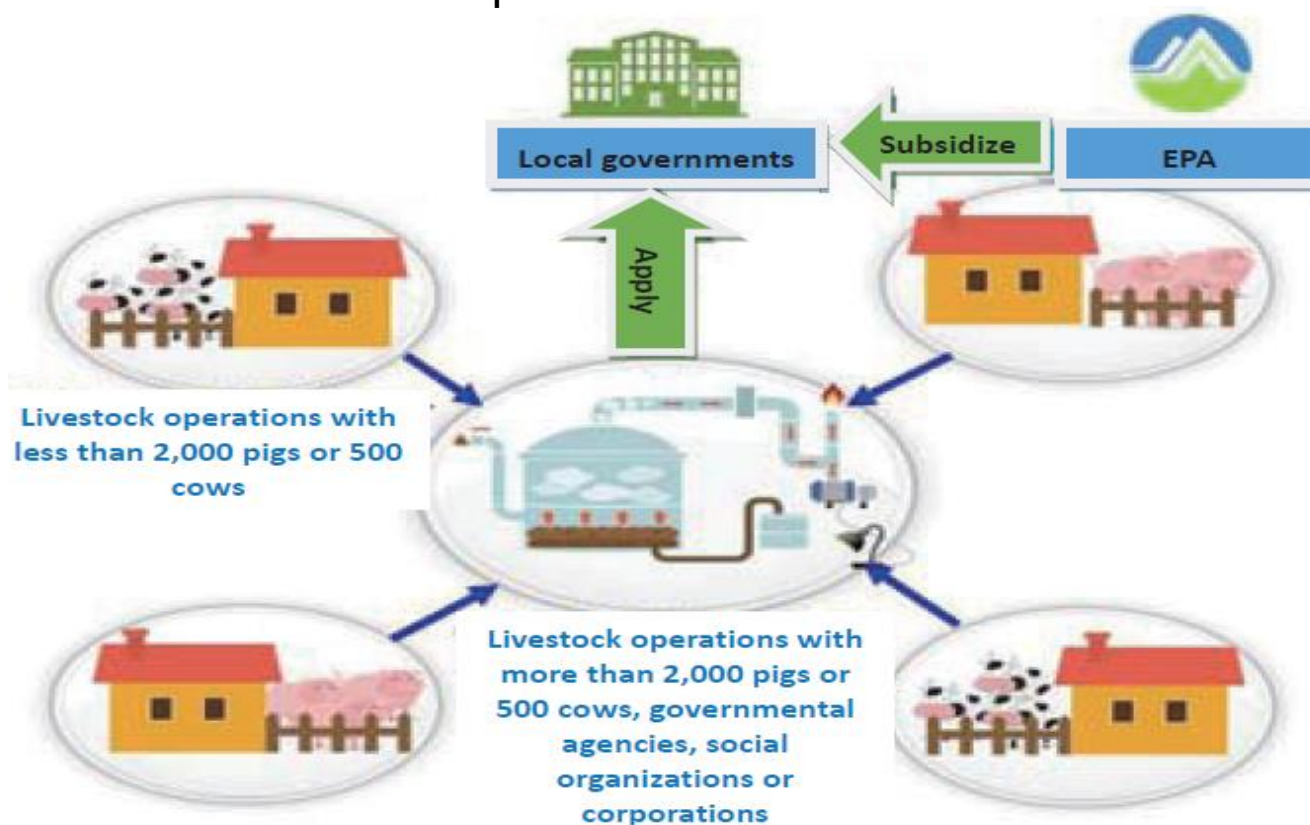 Local governments
Subsidize
EPA
Apply
Livestock operations with
less than 2,000 pigs or 500
cows
Livestock operations with
more than 2,000 pigs or
500 cows, governmental
agencies, social
organizations or
corporations